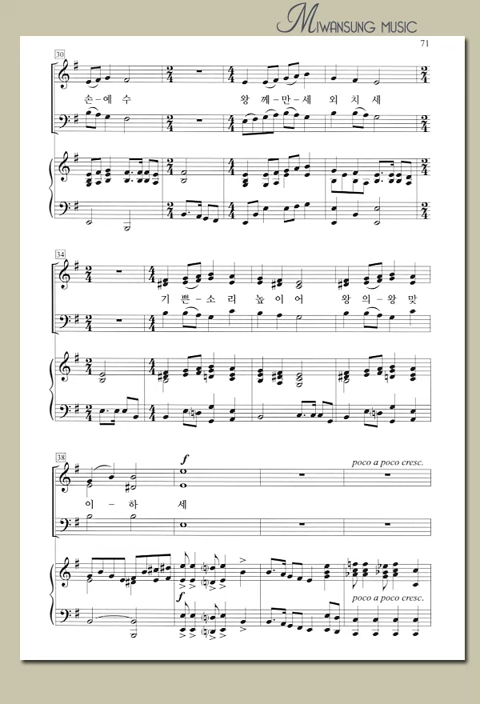 MIWANSUNG MUSIC
71
30
손-예 수 왕 께-만-세 외 치 세
34
기 쁜-소 리 높 이 어 왕 의-왕 맞
38
f
poco a poco cresc.
이 - 하 세
f
poco a poco cresc.